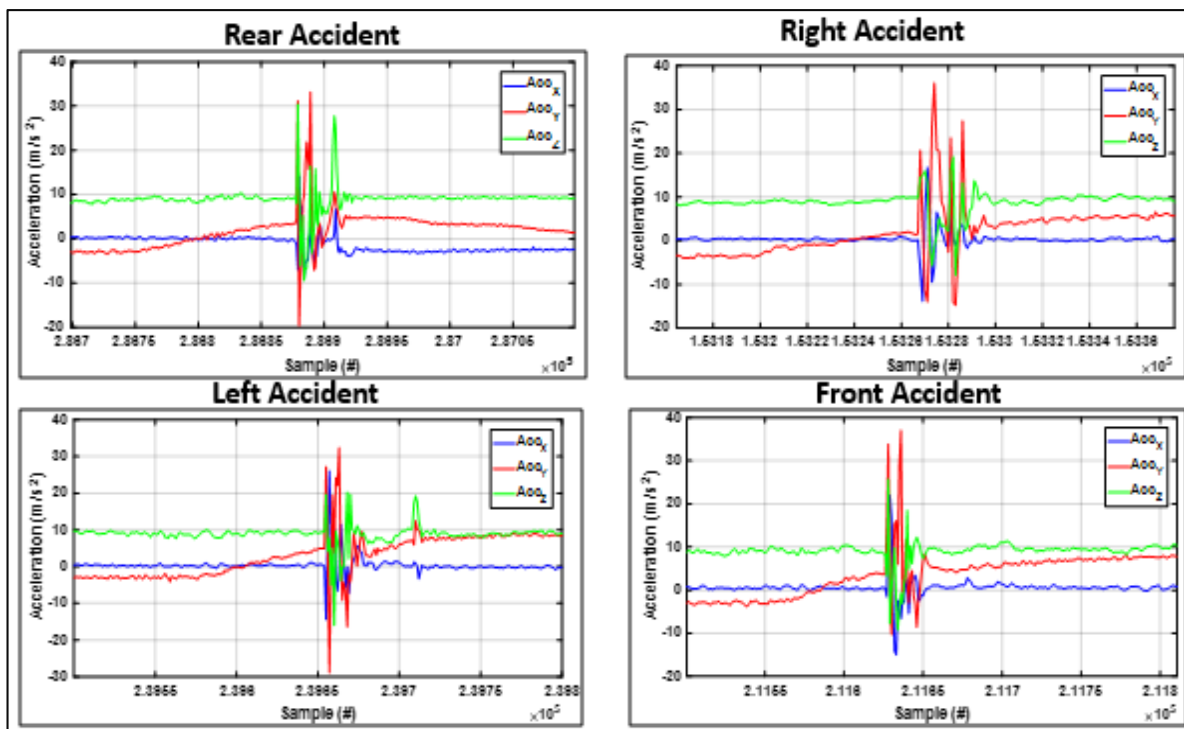 Rear Accident
Acceleration (m/s²)
40
30
20
10
0
-10
-20
2.867 2.8675 2.868 2.8685 2.869 2.8695 2.87 2.8705
Sample (#)
×10⁵
Acc_X
Acc_Y
Acc_Z
Right Accident
Acceleration (m/s²)
40
30
20
10
0
-10
-20
1.5318 1.532 1.5322 1.5324 1.5326 1.5328 1.533 1.5332 1.5334 1.5336
Sample (#)
×10⁵
Acc_X
Acc_Y
Acc_Z
Left Accident
Acceleration (m/s²)
40
30
20
10
0
-10
-20
-30
2.3955 2.396 2.3965 2.397 2.3975 2.398
Sample (#)
×10⁵
Acc_X
Acc_Y
Acc_Z
Front Accident
Acceleration (m/s²)
40
30
20
10
0
-10
-20
2.1155 2.116 2.1165 2.117 2.1175 2.118
Sample (#)
×10⁵
Acc_X
Acc_Y
Acc_Z